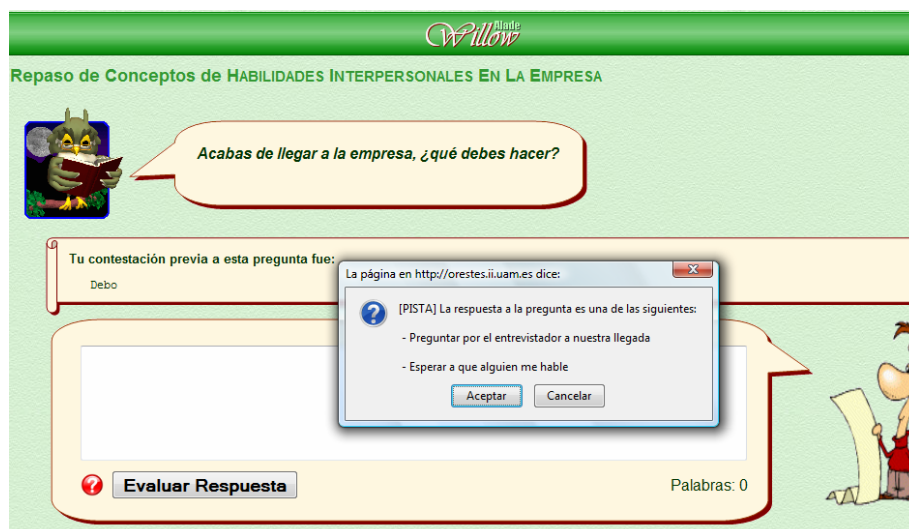 Alade
Willow
Repaso de Conceptos de HABILIDADES INTERPERSONALES EN LA EMPRESA
Acabas de llegar a la empresa, ¿qué debes hacer?
Tu contestación previa a esta pregunta fue:
Debo
La página en http://orestes.ii.uam.es dice:
[PISTA] La respuesta a la pregunta es una de las siguientes:
- Preguntar por el entrevistador a nuestra llegada
- Esperar a que alguien me hable
Aceptar Cancelar
Evaluar Respuesta Palabras: 0